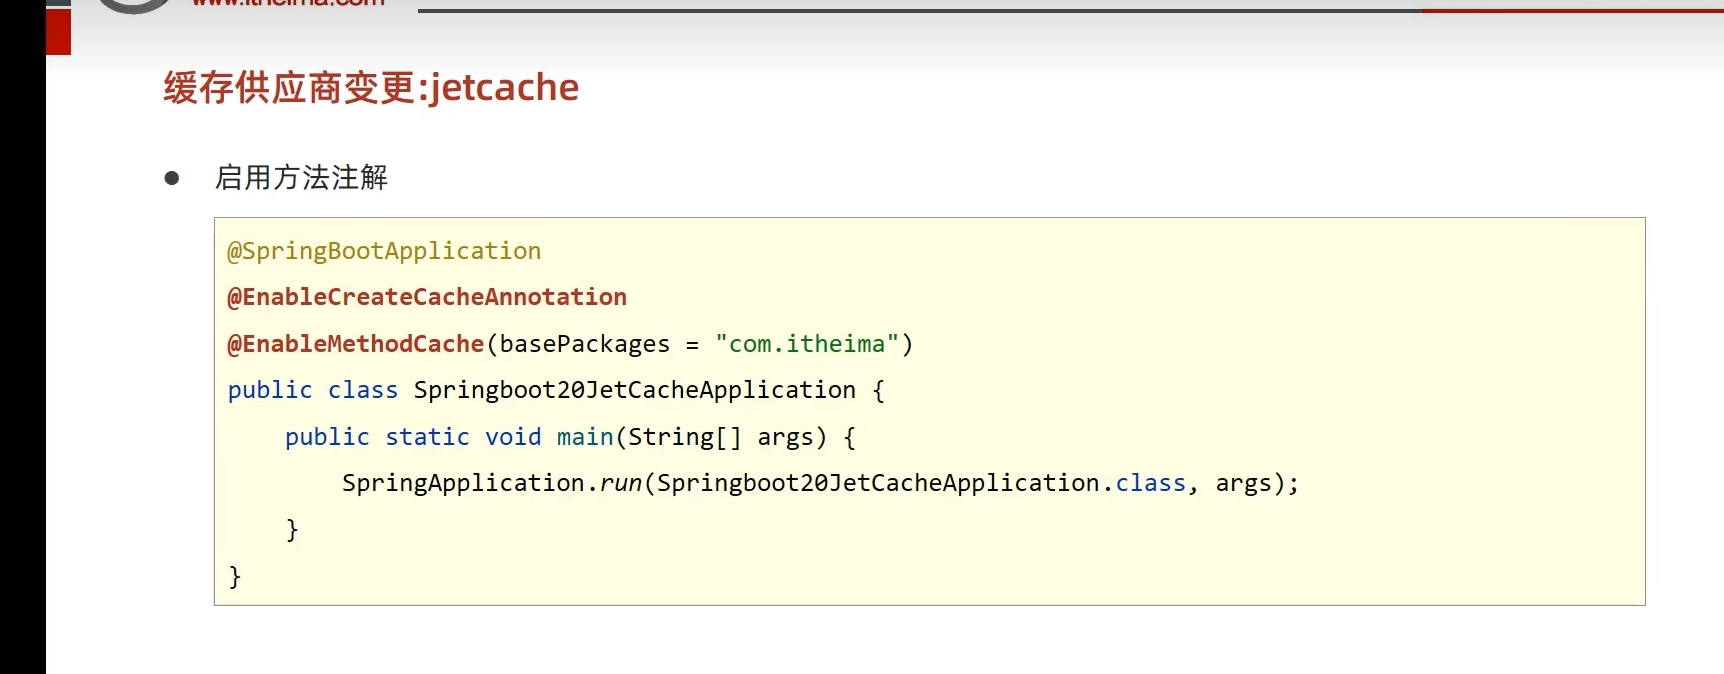 www.itheima.com
缓存供应商变更:jetcache
● 启用方法注解
@SpringBootApplication
@EnableCreateCacheAnnotation
@EnableMethodCache(basePackages = "com.itheima")
public class Springboot20JetCacheApplication {
    public static void main(String[] args) {
        SpringApplication.run(Springboot20JetCacheApplication.class, args);
    }
}